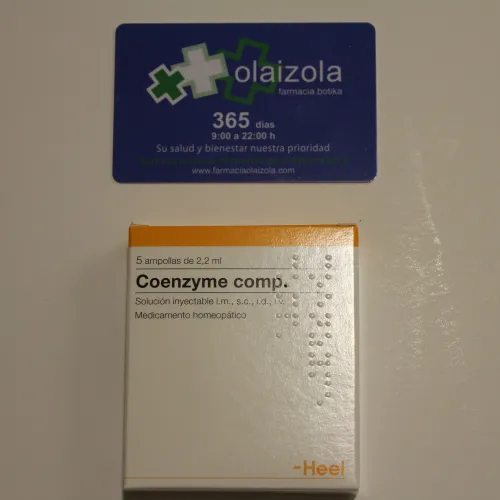 olaizola
farmacia.botika
365 dias
9:00 a 22:00 h
Su salud y bienestar nuestra prioridad
www.farmaciaolaizola.com
5 ampollas de 2,2 ml
Coenzyme comp.
Solución inyectable i.m., s.c., i.d., i.v.
Medicamento homeopático
-Heel